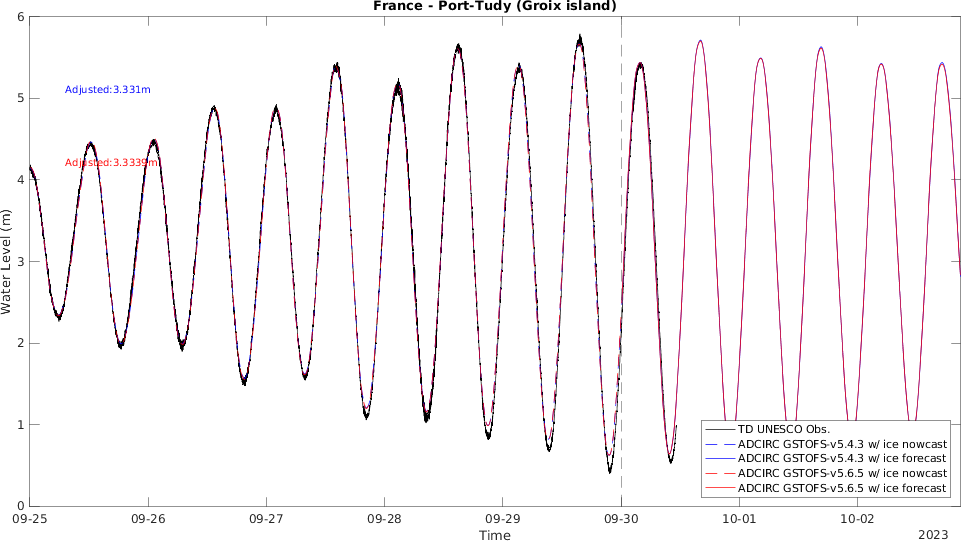 France - Port-Tudy (Groix island)
6
5
4
3
2
1
0
Water Level (m)
Adjusted:3.331m
Adjusted:3.3339m
TD UNESCO Obs.
ADCIRC GSTOFS-v5.4.3 w/ ice nowcast
ADCIRC GSTOFS-v5.4.3 w/ ice forecast
ADCIRC GSTOFS-v5.6.5 w/ ice nowcast
ADCIRC GSTOFS-v5.6.5 w/ ice forecast
09-25 09-26 09-27 09-28 09-29 09-30 10-01 10-02
Time
2023